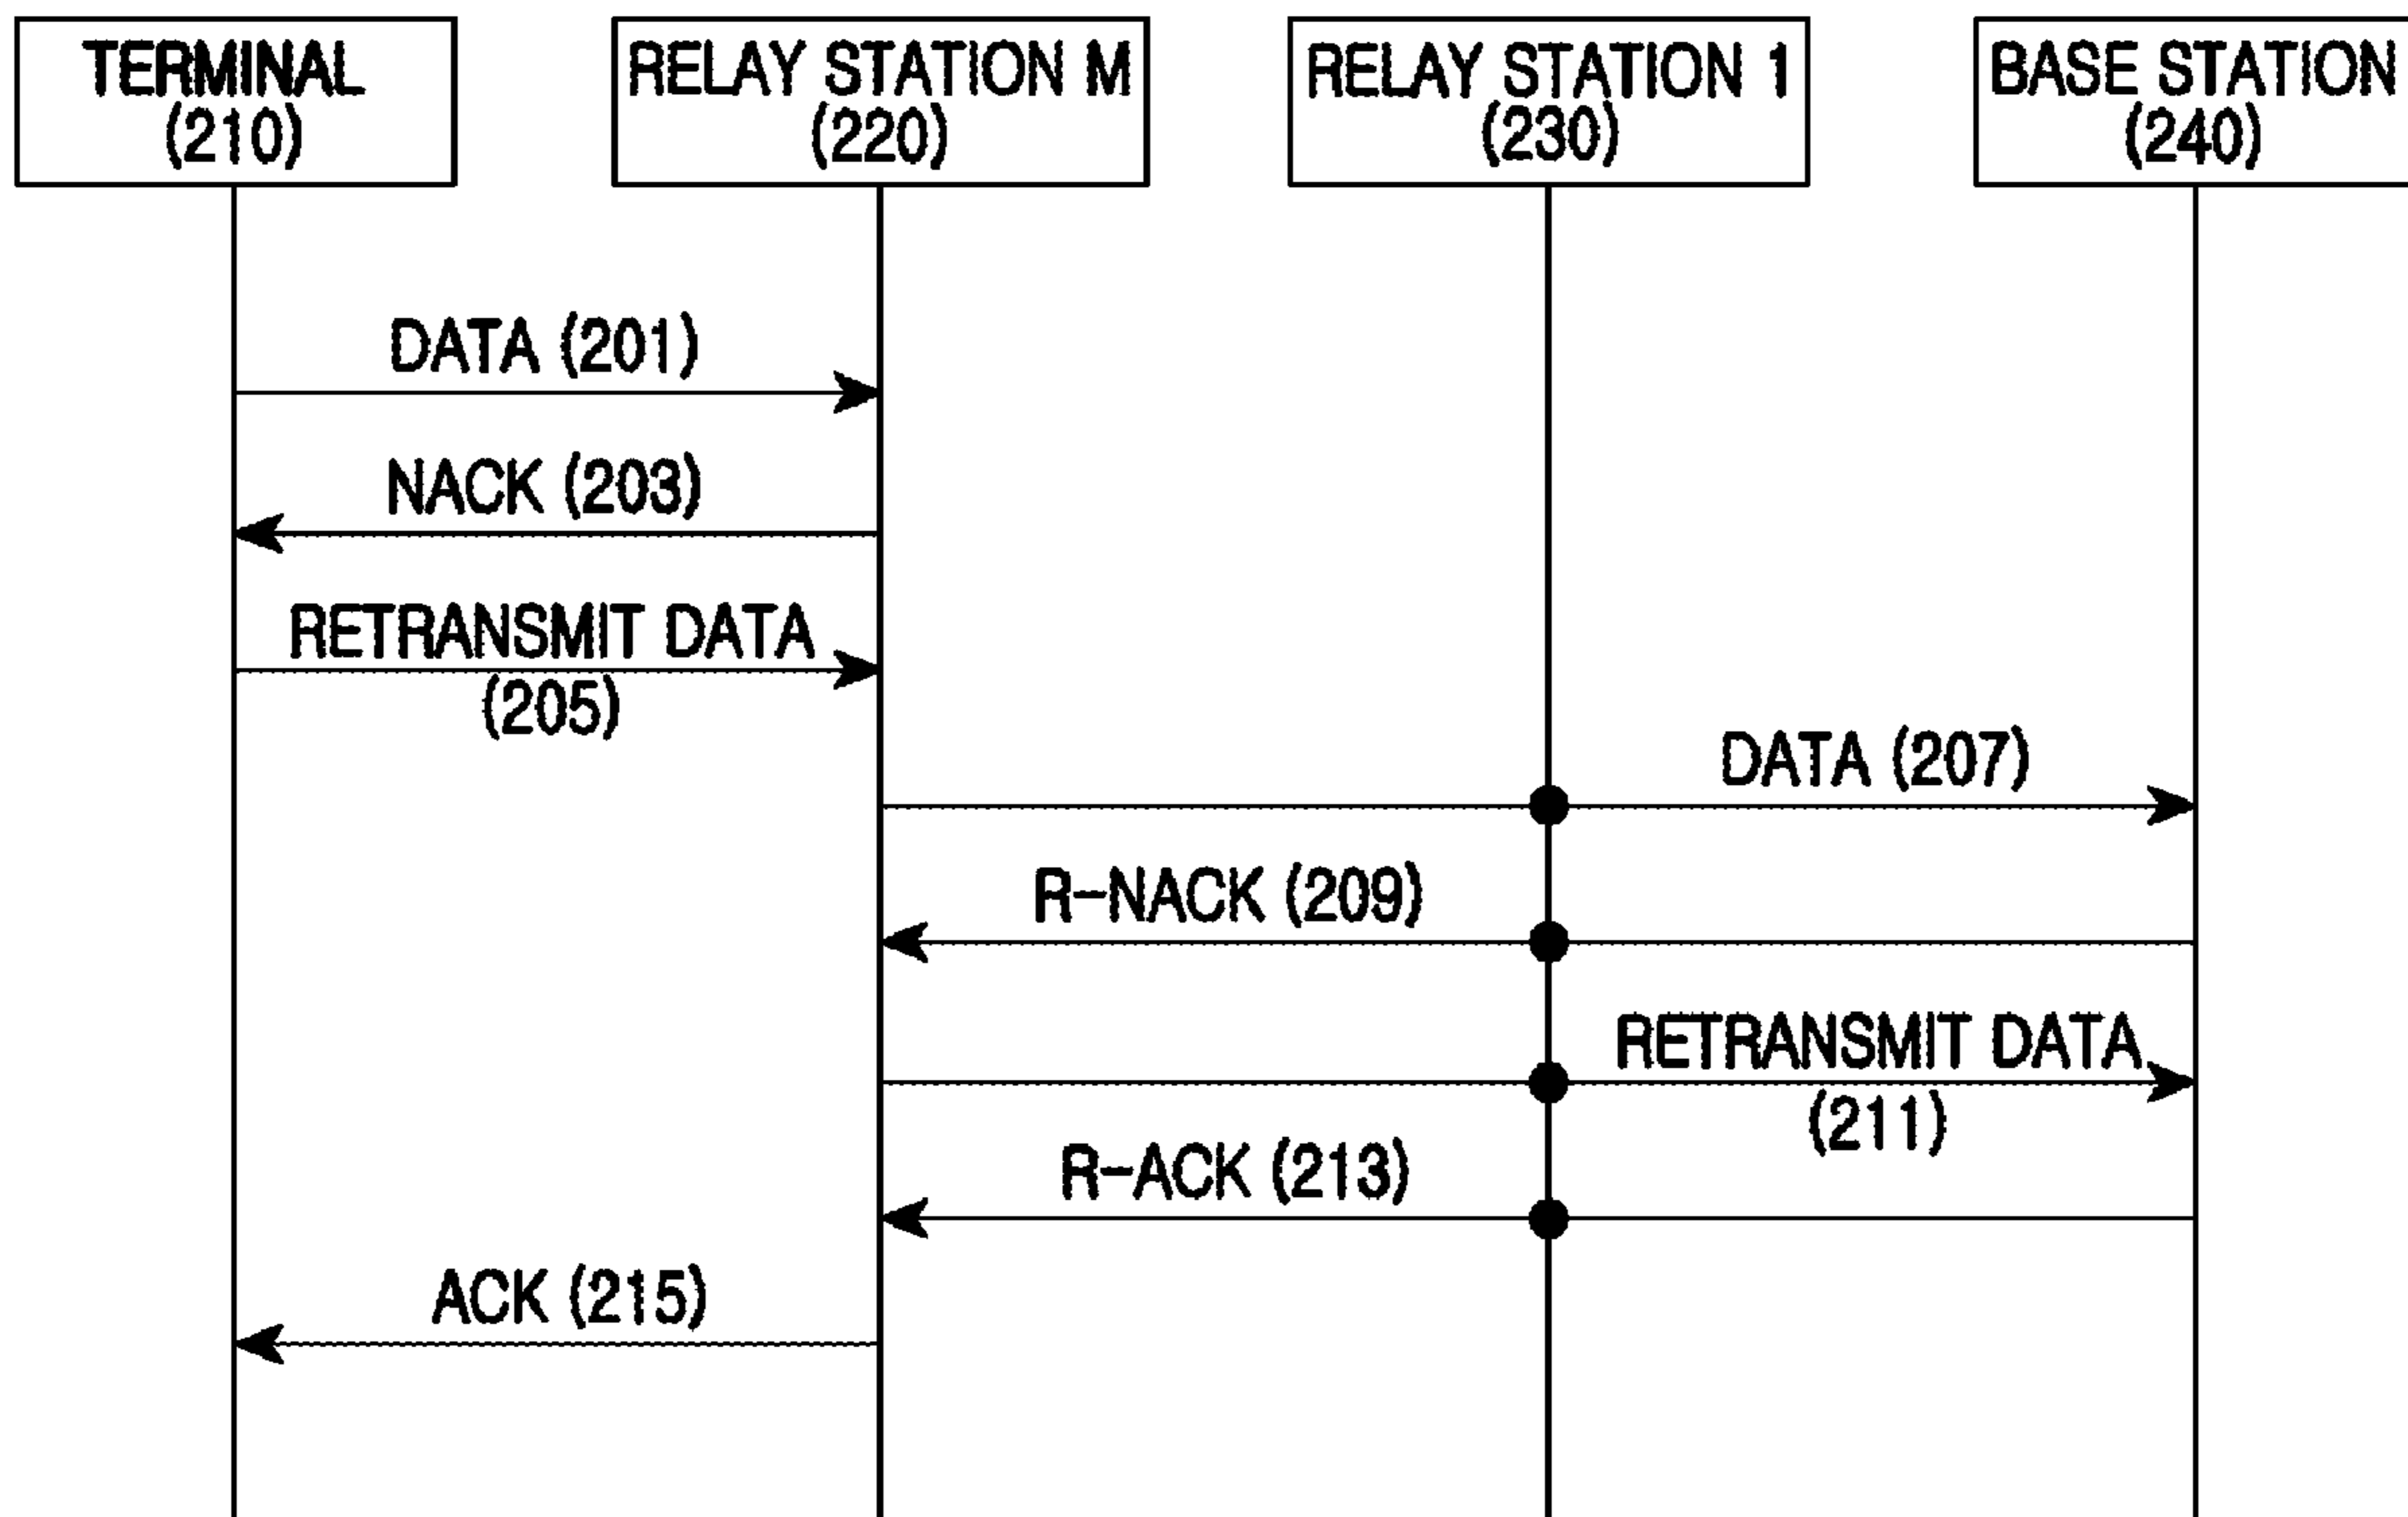 TERMINAL
(210)
RELAY STATION M
(220)
RELAY STATION 1
(230)
BASE STATION
(240)
DATA (201)
NACK (203)
RETRANSMIT DATA
(205)
DATA (207)
R-NACK (209)
RETRANSMIT DATA
(211)
R-ACK (213)
ACK (215)